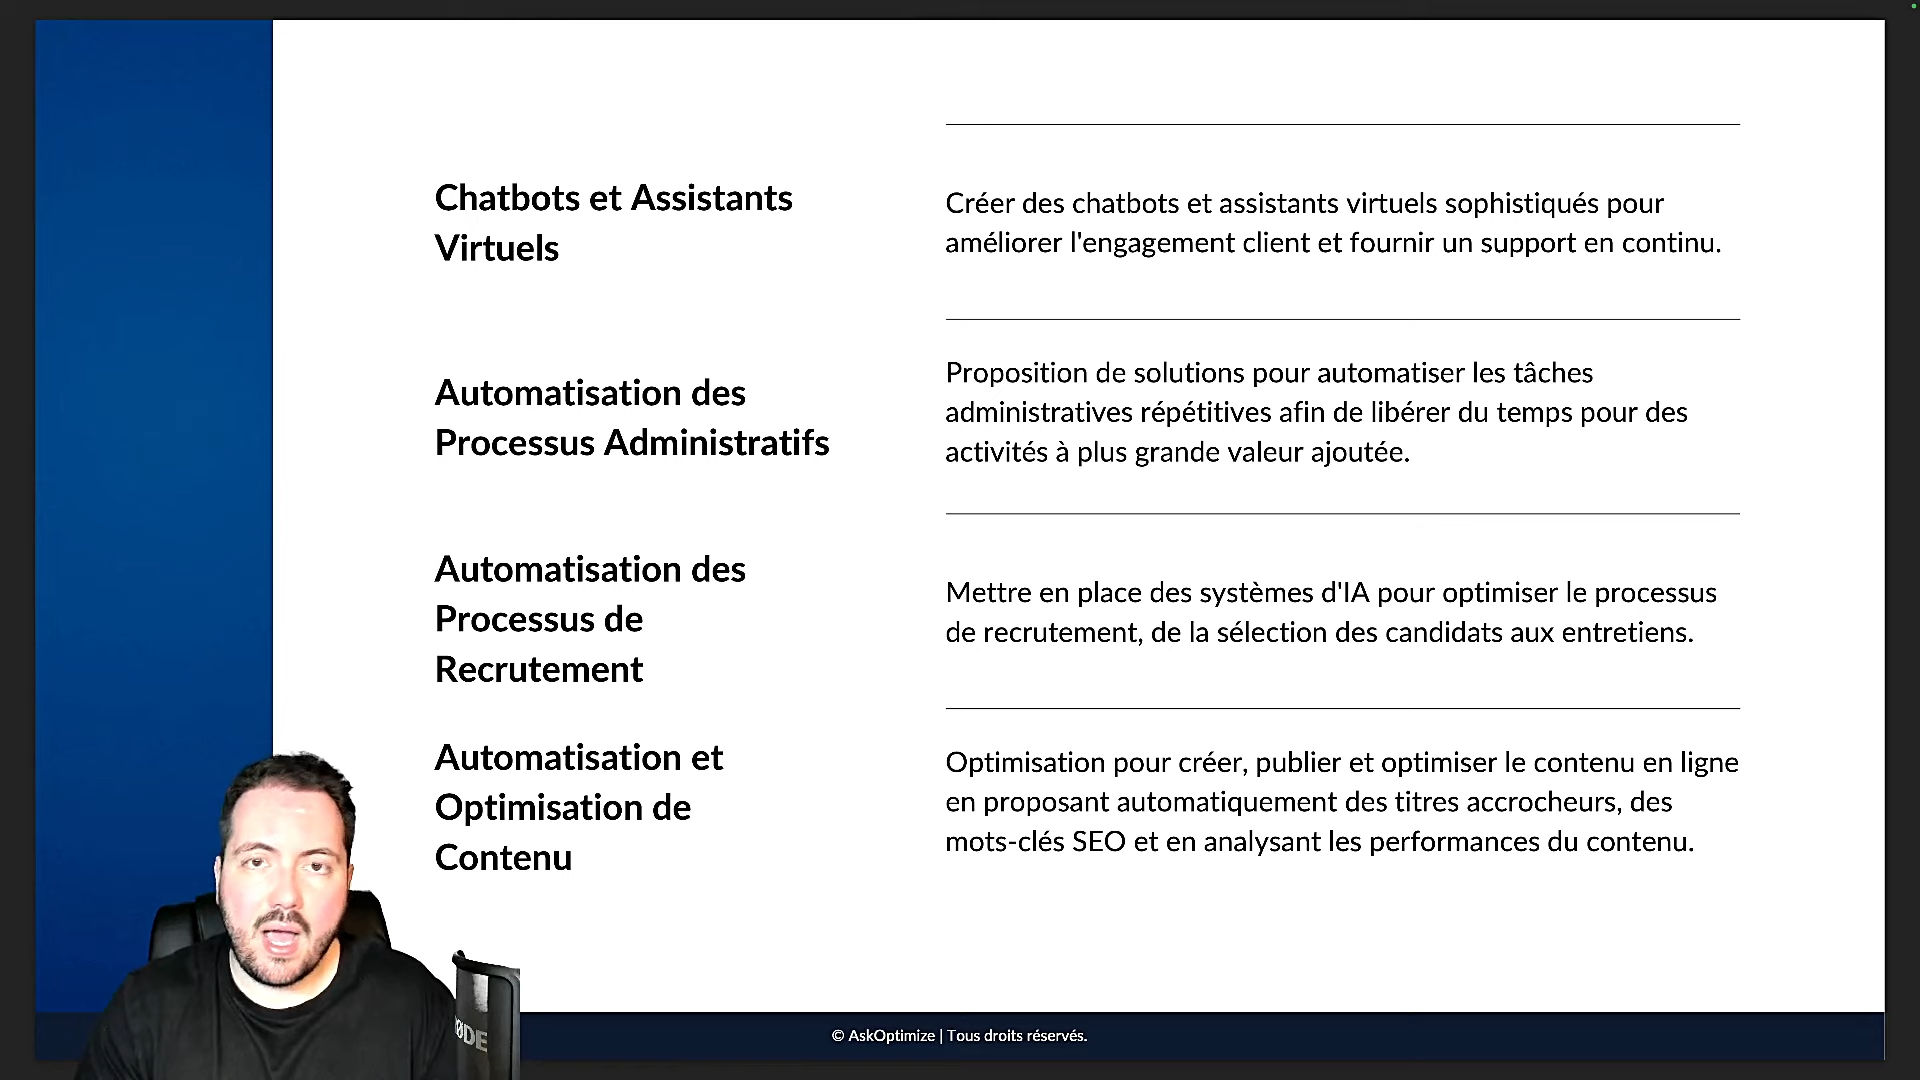 Chatbots et Assistants
Virtuels
Créer des chatbots et assistants virtuels sophistiqués pour
améliorer l'engagement client et fournir un support en continu.
Automatisation des
Processus Administratifs
Proposition de solutions pour automatiser les tâches
administratives répétitives afin de libérer du temps pour des
activités à plus grande valeur ajoutée.
Automatisation des
Processus de
Recrutement
Mettre en place des systèmes d'IA pour optimiser le processus
de recrutement, de la sélection des candidats aux entretiens.
Automatisation et
Optimisation de
Contenu
Optimisation pour créer, publier et optimiser le contenu en ligne
en proposant automatiquement des titres accrocheurs, des
mots-clés SEO et en analysant les performances du contenu.
© AskOptimize | Tous droits réservés.